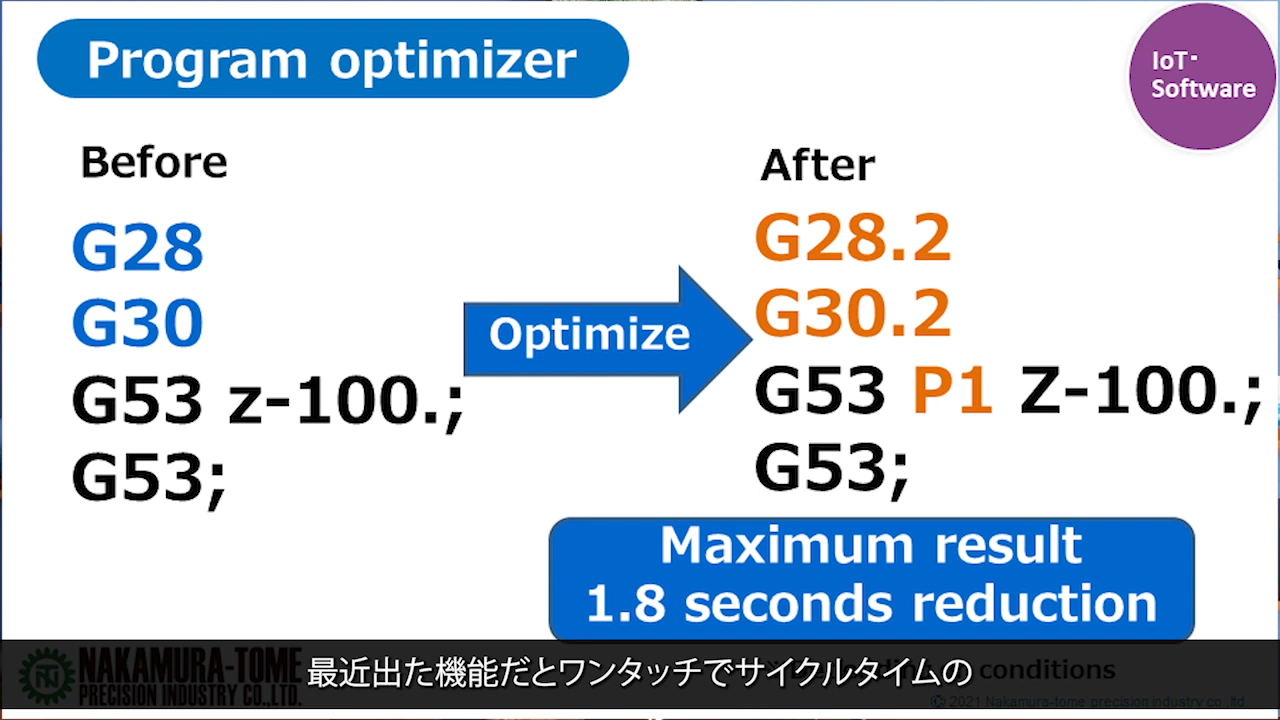 Program optimizer
IoT・
Software
Before
After
G28
G30
G53 z-100.;
G53;
Optimize
G28.2
G30.2
G53 P1 Z-100.;
G53;
Maximum result
1.8 seconds reduction
NAKAMURA-TOME
PRECISION INDUSTRY CO.,LTD.
conditions
最近出た機能だとワンタッチでサイクルタイムの
© 2021 Nakamura-tome precision industry co.,ltd.